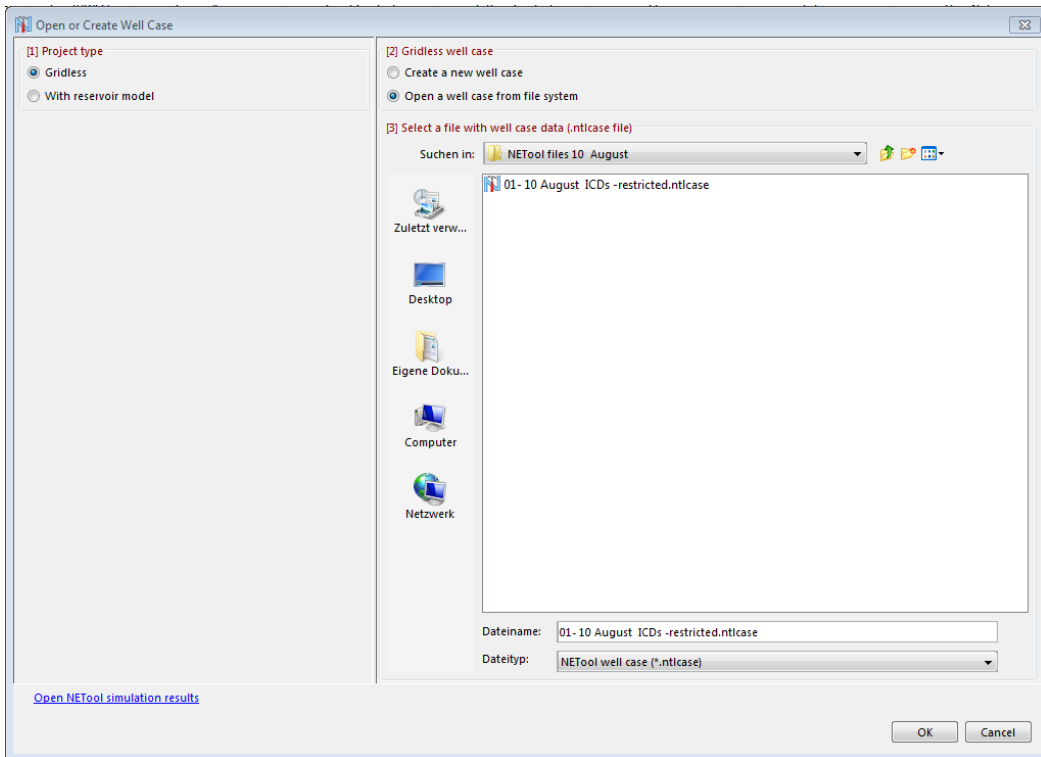 Open or Create Well Case
[1] Project type
Gridless
With reservoir model
[2] Gridless well case
Create a new well case
Open a well case from file system
[3] Select a file with well case data (.ntlcase file)
Suchen in: NETool files 10 August
01- 10 August ICDs -restricted.ntlcase
Zuletzt verw...
Desktop
Eigene Doku...
Computer
Netzwerk
Dateiname: 01- 10 August ICDs -restricted.ntlcase
Dateityp: NETool well case (*.ntlcase)
Open NETool simulation results
OK Cancel